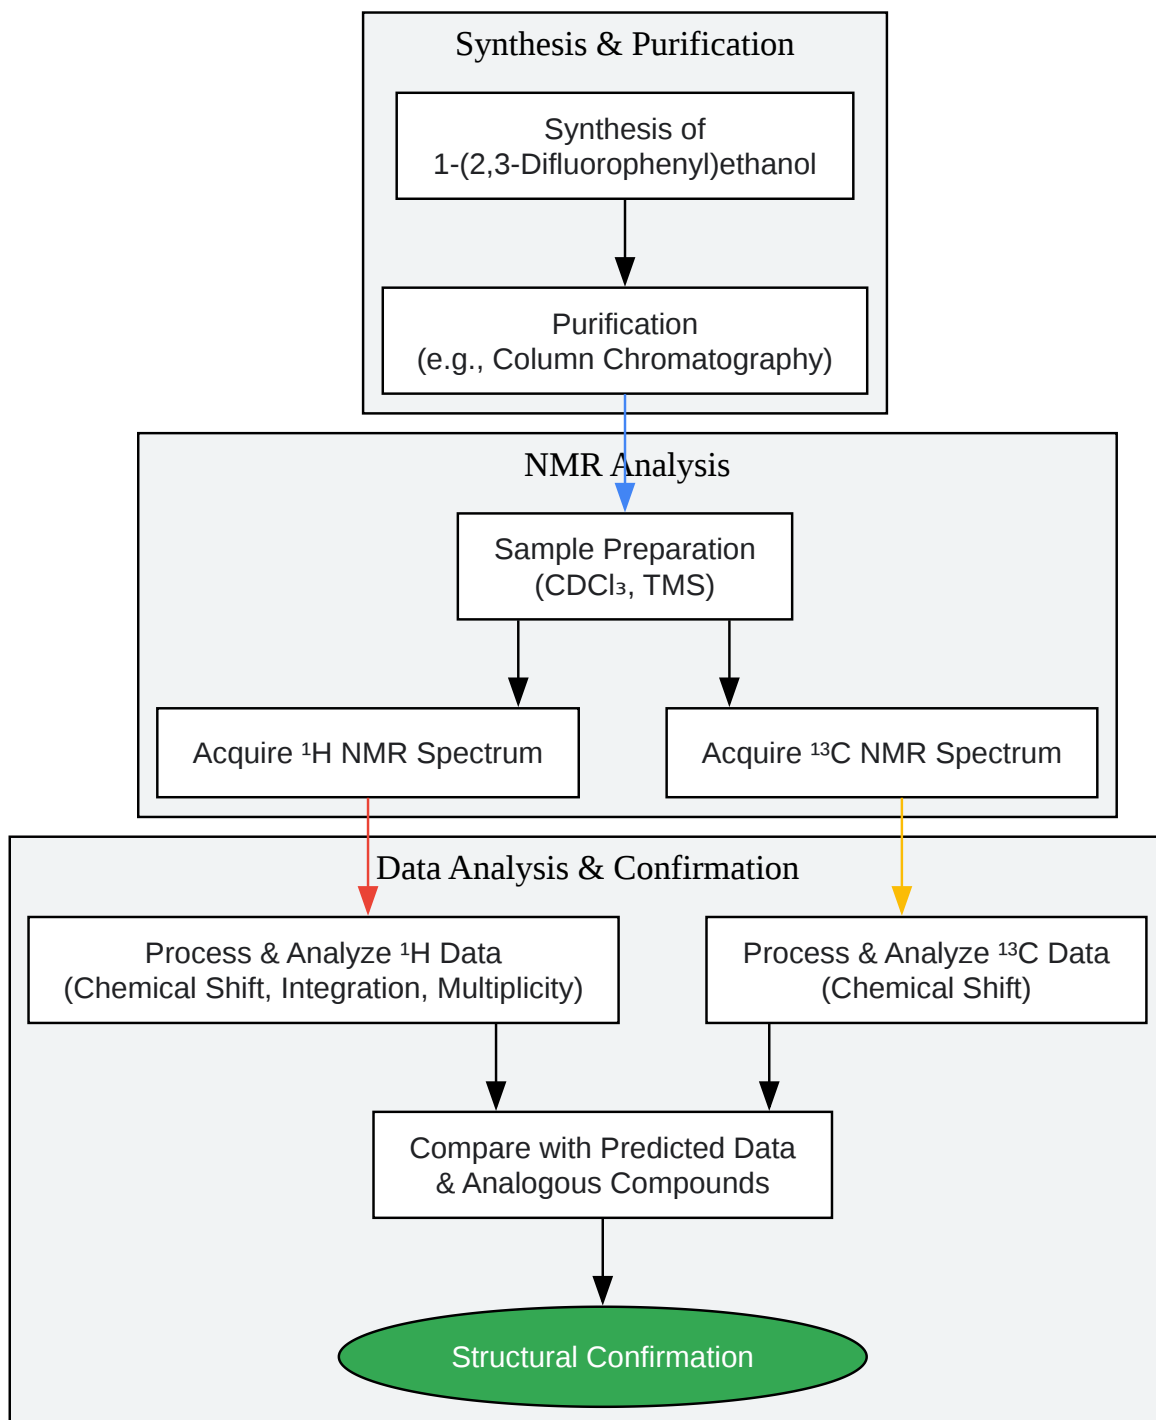 Synthesis & Purification
Synthesis of
1-(2,3-Difluorophenyl)ethanol
Purification
(e.g., Column Chromatography)
NMR Analysis
Sample Preparation
(CDCl₃, TMS)
Acquire ¹H NMR Spectrum
Acquire ¹³C NMR Spectrum
Data Analysis & Confirmation
Process & Analyze ¹H Data
(Chemical Shift, Integration, Multiplicity)
Process & Analyze ¹³C Data
(Chemical Shift)
Compare with Predicted Data
& Analogous Compounds
Structural Confirmation